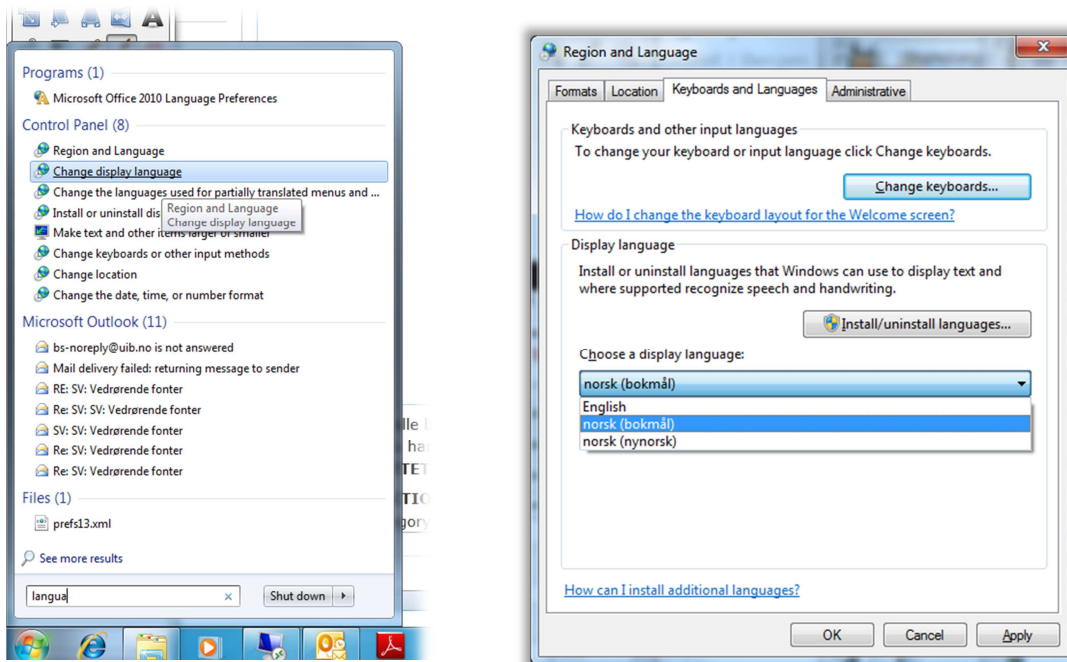 Programs (1)
Microsoft Office 2010 Language Preferences
Control Panel (8)
Region and Language
Change display language
Change the languages used for partially translated menus and ...
Install or uninstall dis
Region and Language
Change display language
Make text and other items larger or smaller
Change keyboards or other input methods
Change location
Change the date, time, or number format
Microsoft Outlook (11)
bs-noreply@uib.no is not answered
Mail delivery failed: returning message to sender
RE: SV: Vedrørende fonter
Re: SV: SV: Vedrørende fonter
SV: SV: Vedrørende fonter
Re: SV: Vedrørende fonter
Re: SV: Vedrørende fonter
Files (1)
prefs13.xml
See more results
langua
Shut down
Region and Language
Formats Location Keyboards and Languages Administrative
Keyboards and other input languages
To change your keyboard or input language click Change keyboards.
Change keyboards...
How do I change the keyboard layout for the Welcome screen?
Display language
Install or uninstall languages that Windows can use to display text and
where supported recognize speech and handwriting.
Install/uninstall languages...
Choose a display language:
norsk (bokmål)
English
norsk (bokmål)
norsk (nynorsk)
How can I install additional languages?
OK Cancel Apply